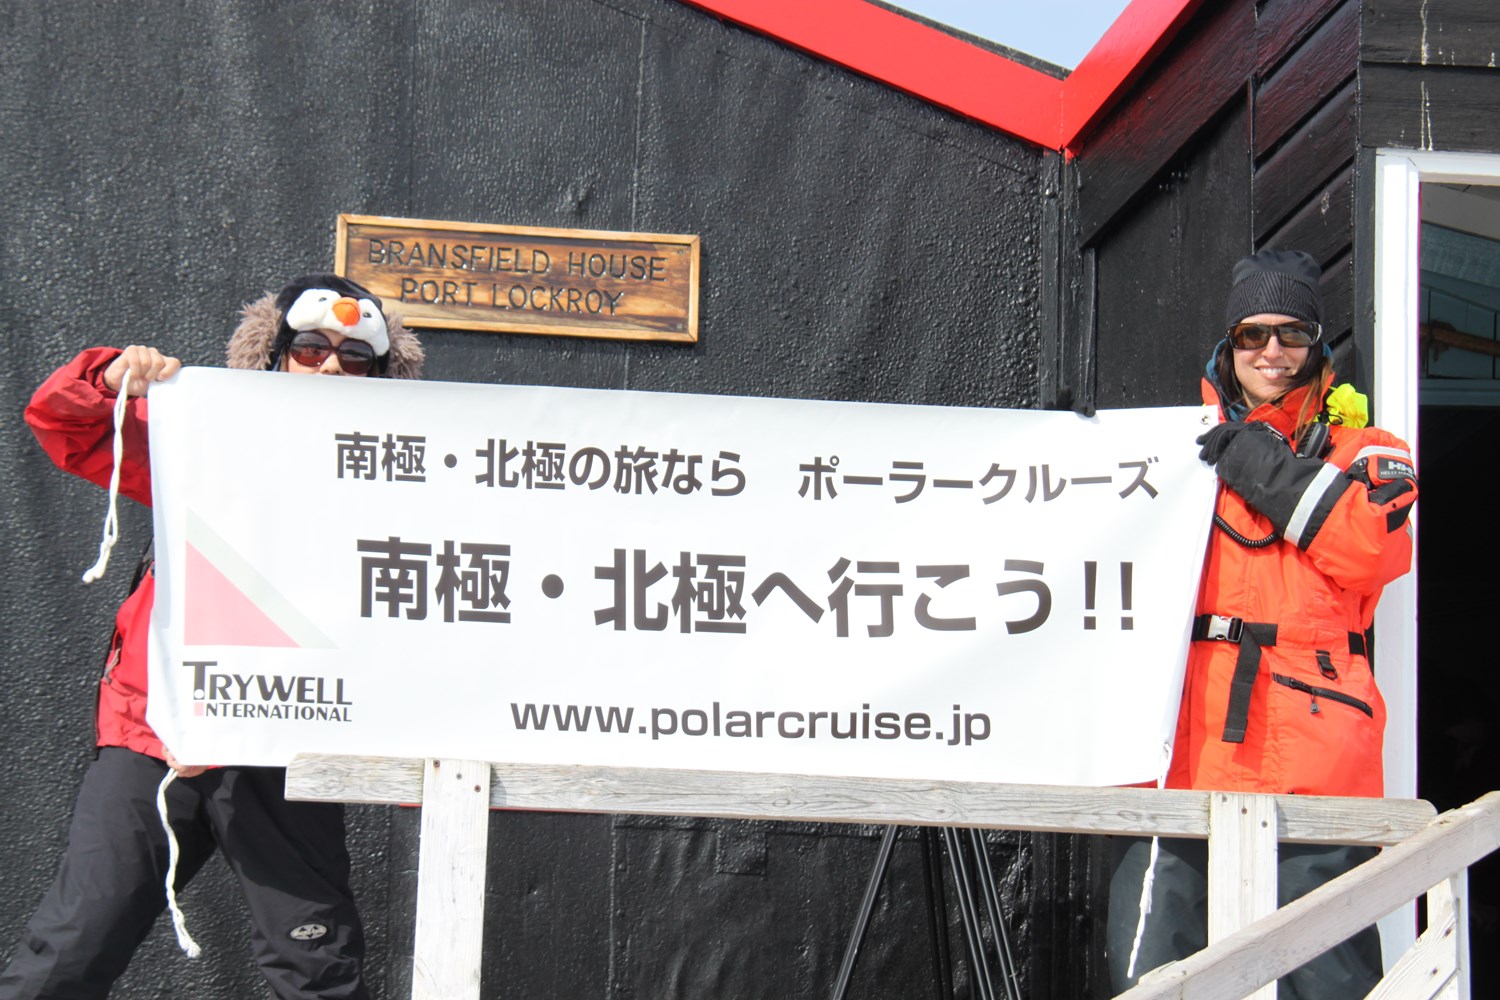 BRANSFIELD HOUSE
PORT LOCKROY
南極・北極の旅なら　ポーラークルーズ
南極・北極へ行こう!!
TRYWELL
INTERNATIONAL
www.polarcruise.jp